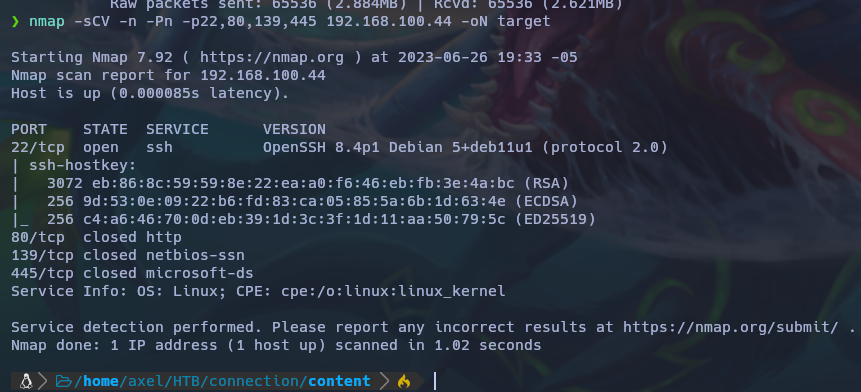 Raw packets sent: 65536 (2.884MB) | Rcvd: 65536 (2.621MB)
❯ nmap -sCV -n -Pn -p22,80,139,445 192.168.100.44 -oN target
Starting Nmap 7.92 ( https://nmap.org ) at 2023-06-26 19:33 -05
Nmap scan report for 192.168.100.44
Host is up (0.000085s latency).
PORT    STATE  SERVICE      VERSION
22/tcp  open   ssh          OpenSSH 8.4p1 Debian 5+deb11u1 (protocol 2.0)
| ssh-hostkey:
|   3072 eb:86:8c:59:59:8e:22:ea:a0:f6:46:eb:fb:3e:4a:bc (RSA)
|   256 9d:53:0e:09:22:b6:fd:83:ca:05:85:5a:6b:1d:63:4e (ECDSA)
|_  256 c4:a6:46:70:0d:eb:39:1d:3c:3f:1d:11:aa:50:79:5c (ED25519)
80/tcp  closed http
139/tcp closed netbios-ssn
445/tcp closed microsoft-ds
Service Info: OS: Linux; CPE: cpe:/o:linux:linux_kernel
Service detection performed. Please report any incorrect results at https://nmap.org/submit/ .
Nmap done: 1 IP address (1 host up) scanned in 1.02 seconds
/home/axel/HTB/connection/content